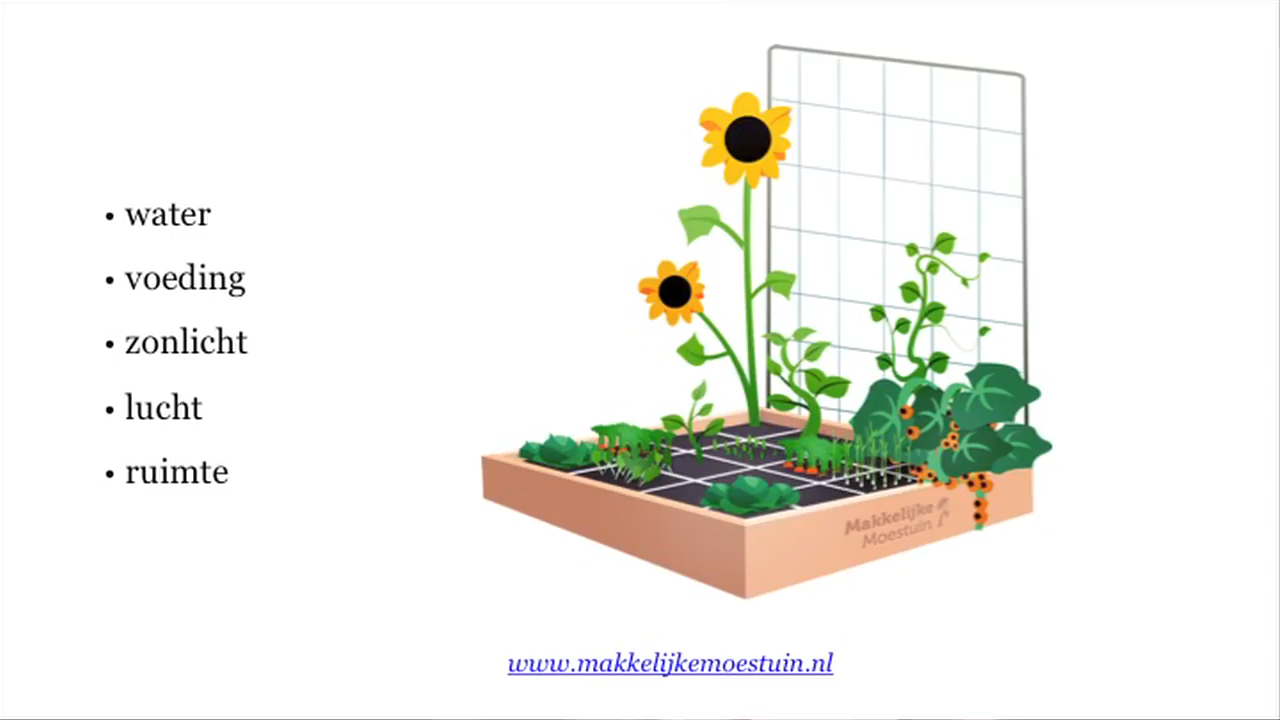 • water
• voeding
• zonlicht
• lucht
• ruimte
Makkelijke
Moestuin
www.makkelijkemoestuin.nl